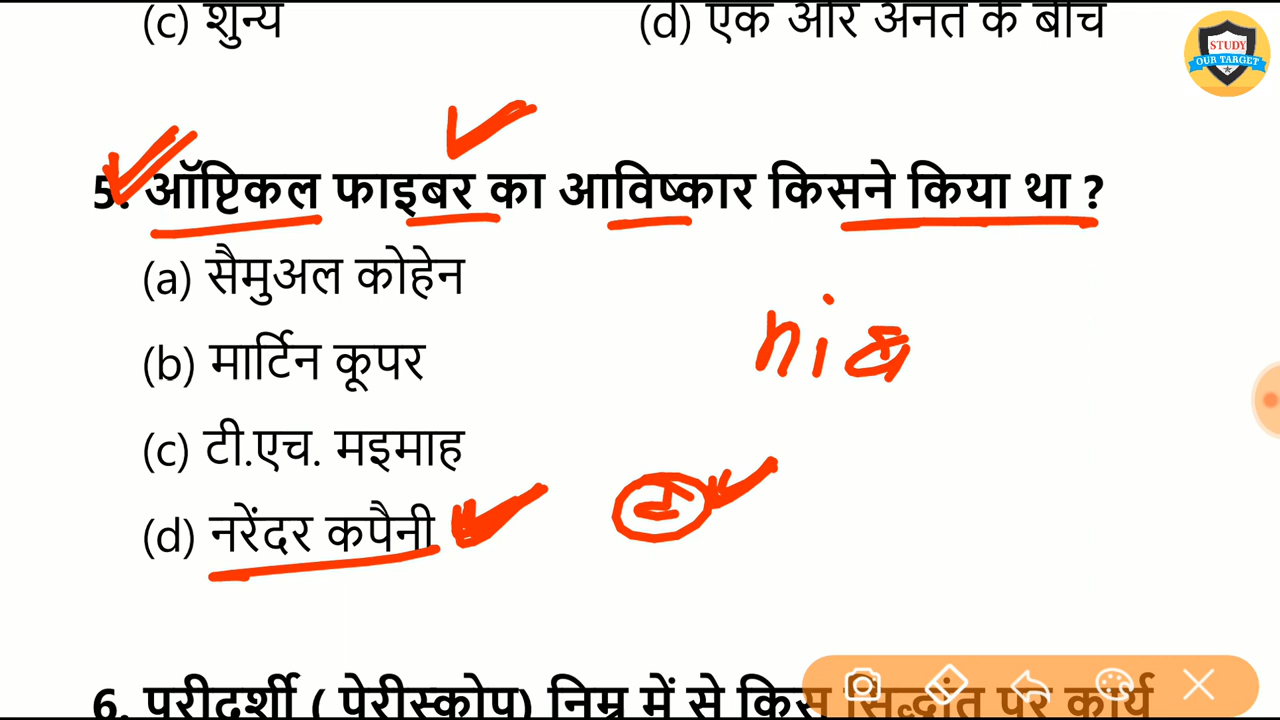 (c) शुन्य (d) एक और अनंत के बीच
STUDY
OUR TARGET
5. ऑप्टिकल फाइबर का आविष्कार किसने किया था ?
(a) सैमुअल कोहेन
(b) मार्टिन कूपर
(c) टी.एच. मइमाह
(d) नरेंदर कपैनी
6. परीदर्शी ( पेरीस्कोप) निम्न में से किस सिद्धांत पर कार्य